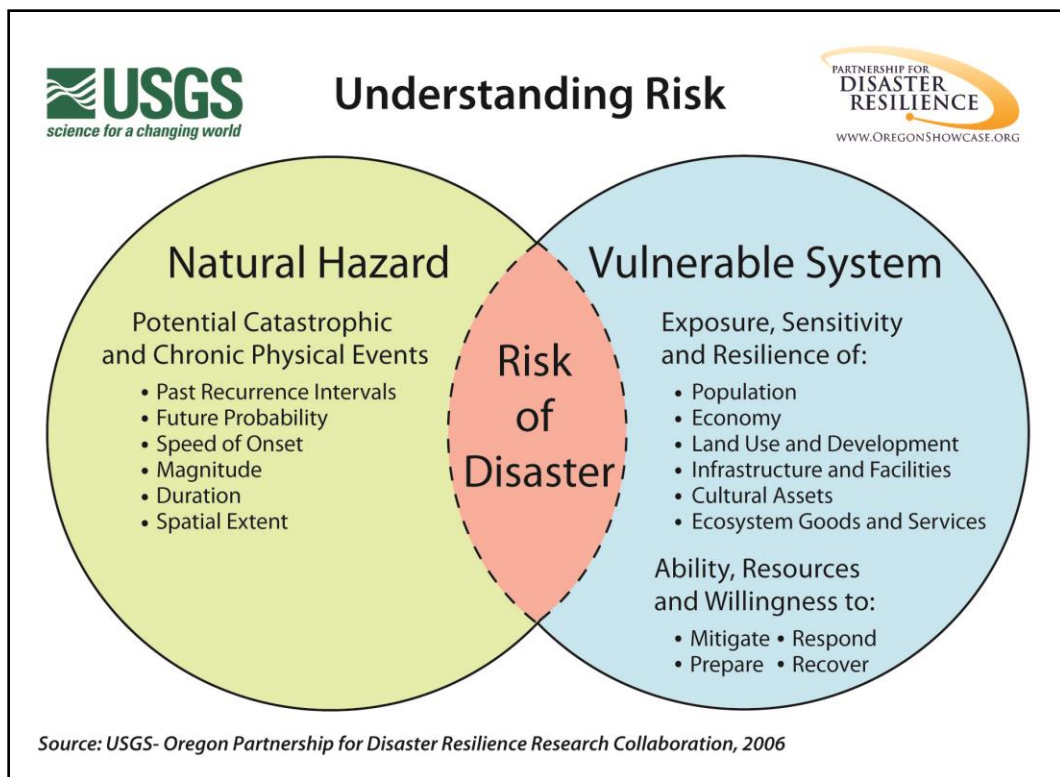 USGS
science for a changing world
Understanding Risk
PARTNERSHIP FOR
DISASTER
RESILIENCE
WWW.OREGONSHOWCASE.ORG
Natural Hazard
Potential Catastrophic
and Chronic Physical Events
• Past Recurrence Intervals
• Future Probability
• Speed of Onset
• Magnitude
• Duration
• Spatial Extent
Risk
of
Disaster
Vulnerable System
Exposure, Sensitivity
and Resilience of:
• Population
• Economy
• Land Use and Development
• Infrastructure and Facilities
• Cultural Assets
• Ecosystem Goods and Services
Ability, Resources
and Willingness to:
• Mitigate • Respond
• Prepare • Recover
Source: USGS- Oregon Partnership for Disaster Resilience Research Collaboration, 2006